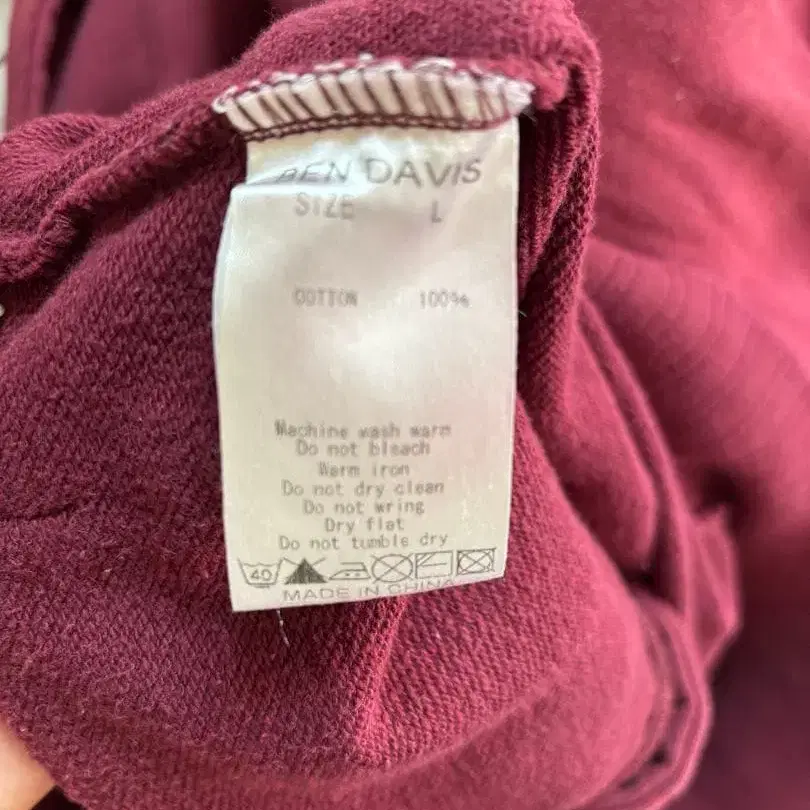 BEN DAVIS
SIZE L
COTTON 100%
Machine wash warm
Do not bleach
Warm iron
Do not dry clean
Do not wring
Dry flat
Do not tumble dry
40
MADE IN CHINA